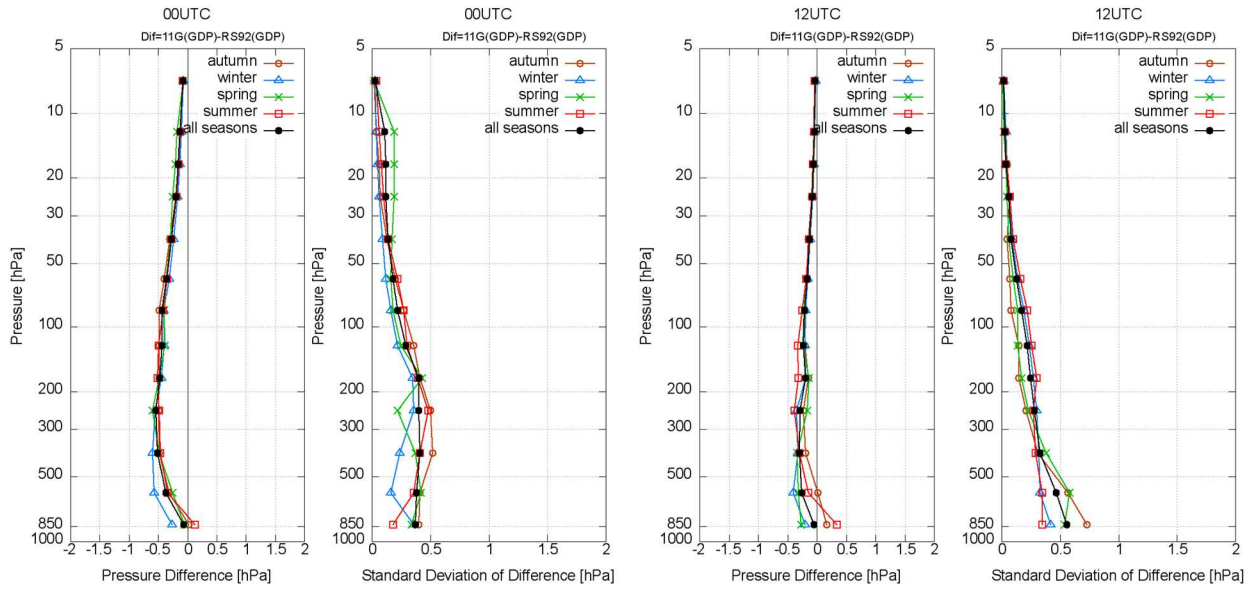 00UTC
Dif=11G(GDP)-RS92(GDP)
autumn
winter
spring
summer
all seasons
Pressure [hPa]
5
10
20
30
50
100
200
300
500
850
1000
-2
-1.5
-1
-0.5
0
0.5
1
1.5
2
Pressure Difference [hPa]
00UTC
Dif=11G(GDP)-RS92(GDP)
autumn
winter
spring
summer
all seasons
Pressure [hPa]
5
10
20
30
50
100
200
300
500
850
1000
0
0.5
1
1.5
2
Standard Deviation of Difference [hPa]
12UTC
Dif=11G(GDP)-RS92(GDP)
autumn
winter
spring
summer
all seasons
Pressure [hPa]
5
10
20
30
50
100
200
300
500
850
1000
-2
-1.5
-1
-0.5
0
0.5
1
1.5
2
Pressure Difference [hPa]
12UTC
Dif=11G(GDP)-RS92(GDP)
autumn
winter
spring
summer
all seasons
Pressure [hPa]
5
10
20
30
50
100
200
300
500
850
1000
0
0.5
1
1.5
2
Standard Deviation of Difference [hPa]